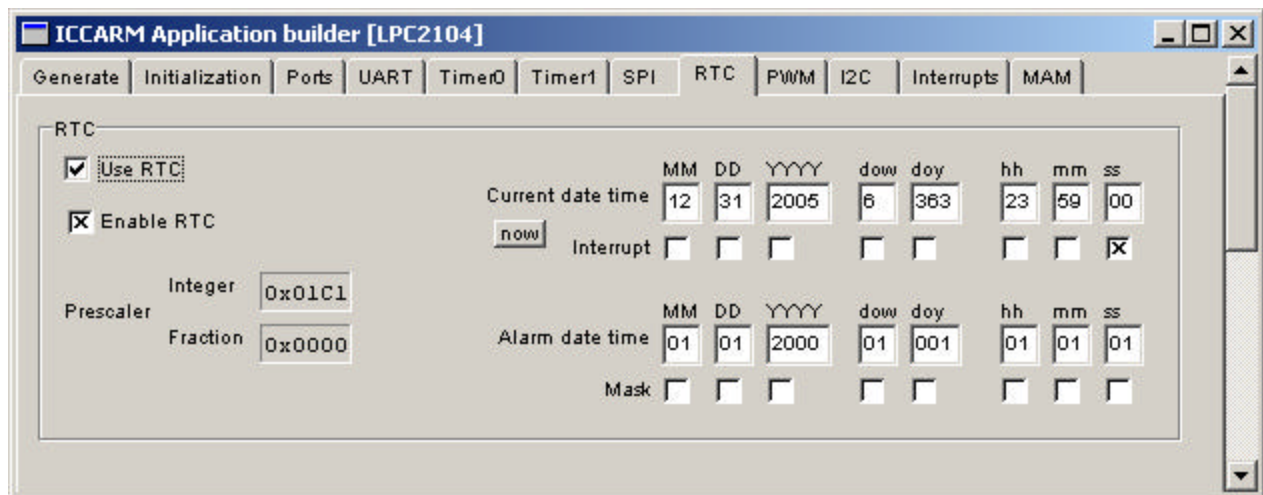 ICCARM Application builder [LPC2104]
Generate Initialization Ports UART Timer0 Timer1 SPI RTC PWM I2C Interrupts MAM
RTC
Use RTC
MM DD YYYY dow doy hh mm ss
Current date time 12 31 2005 6 363 23 59 00
Enable RTC
now
Interrupt
Integer 0x01C1
Prescaler
MM DD YYYY dow doy hh mm ss
Fraction 0x0000
Alarm date time 01 01 2000 01 001 01 01 01
Mask